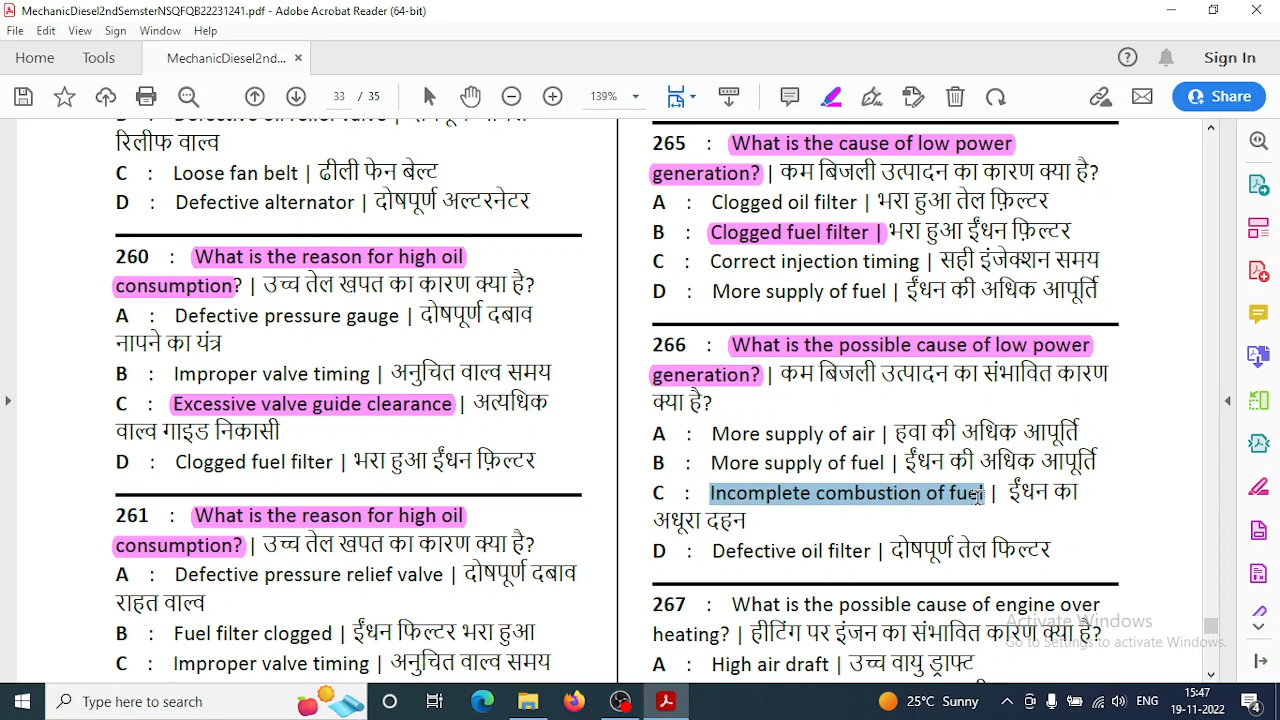 MechanicDiesel2ndSemsterNSQFQB22231241.pdf - Adobe Acrobat Reader (64-bit)
File Edit View Sign Window Help
Home Tools MechanicDiesel2nd... × Sign In
33 / 35 139% Share
रिलीफ वाल्व
C : Loose fan belt | ढीली फेन बेल्ट
D : Defective alternator | दोषपूर्ण अल्टरनेटर
260 : What is the reason for high oil
consumption? | उच्च तेल खपत का कारण क्या है?
A : Defective pressure gauge | दोषपूर्ण दबाव
नापने का यंत्र
B : Improper valve timing | अनुचित वाल्व समय
C : Excessive valve guide clearance | अत्यधिक
वाल्व गाइड निकासी
D : Clogged fuel filter | भरा हुआ ईंधन फ़िल्टर
261 : What is the reason for high oil
consumption? | उच्च तेल खपत का कारण क्या है?
A : Defective pressure relief valve | दोषपूर्ण दबाव
राहत वाल्व
B : Fuel filter clogged | ईंधन फिल्टर भरा हुआ
C : Improper valve timing | अनुचित वाल्व समय
265 : What is the cause of low power
generation? | कम बिजली उत्पादन का कारण क्या है?
A : Clogged oil filter | भरा हुआ तेल फ़िल्टर
B : Clogged fuel filter | भरा हुआ ईंधन फ़िल्टर
C : Correct injection timing | सही इंजेक्शन समय
D : More supply of fuel | ईंधन की अधिक आपूर्ति
266 : What is the possible cause of low power
generation? | कम बिजली उत्पादन का संभावित कारण
क्या है?
A : More supply of air | हवा की अधिक आपूर्ति
B : More supply of fuel | ईंधन की अधिक आपूर्ति
C : Incomplete combustion of fuel | ईंधन का
अधूरा दहन
D : Defective oil filter | दोषपूर्ण तेल फिल्टर
267 : What is the possible cause of engine over
heating? | हीटिंग पर इंजन का संभावित कारण क्या है?
A : High air draft | उच्च वायु ड्राफ्ट
Activate Windows
Go to Settings to activate Windows.
Type here to search 25°C Sunny ENG 15:47
19-11-2022 4